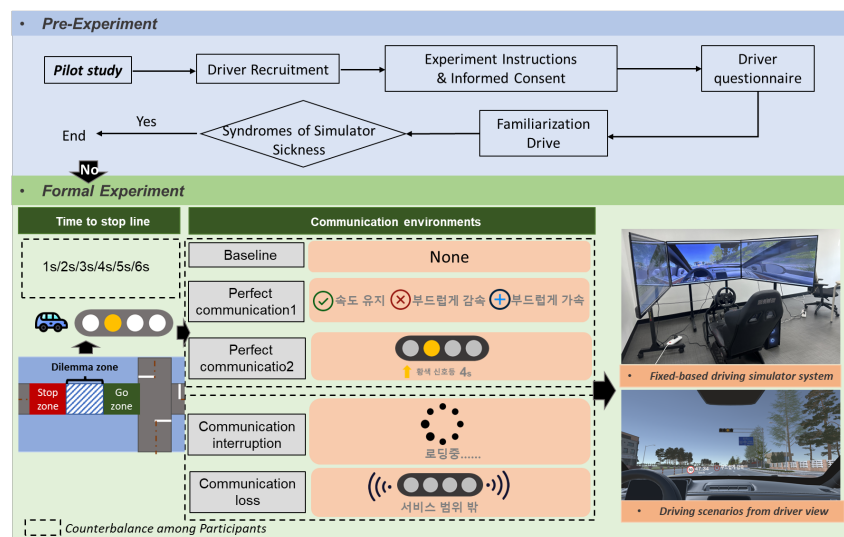 • Pre-Experiment
Pilot study
Driver Recruitment
Experiment Instructions
& Informed Consent
Driver
questionnaire
End
Yes
Syndromes of Simulator
Sickness
Familiarization
Drive
No
• Formal Experiment
Time to stop line
Communication environments
1s/2s/3s/4s/5s/6s
Baseline
None
Perfect
communication1
속도 유지 부드럽게 감속 부드럽게 가속
Perfect
communicatio2
황색 신호등 4s
Dilemma zone
Stop
zone
Go
zone
Communication
interruption
로딩중......
Communication
loss
서비스 범위 밖
• Fixed-based driving simulator system
• Driving scenarios from driver view
Counterbalance among Participants